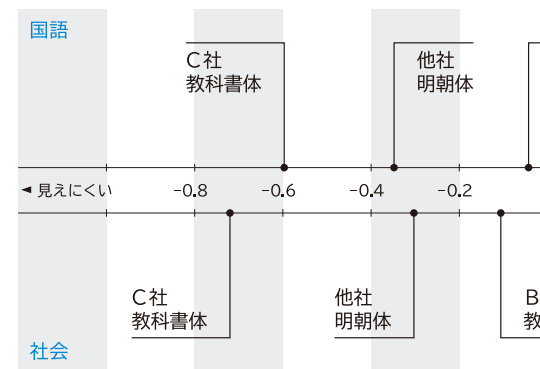 国語
C社
教科書体
他社
明朝体
◄ 見えにくい -0.8 -0.6 -0.4 -0.2
C社
教科書体
他社
明朝体
B
教
社会